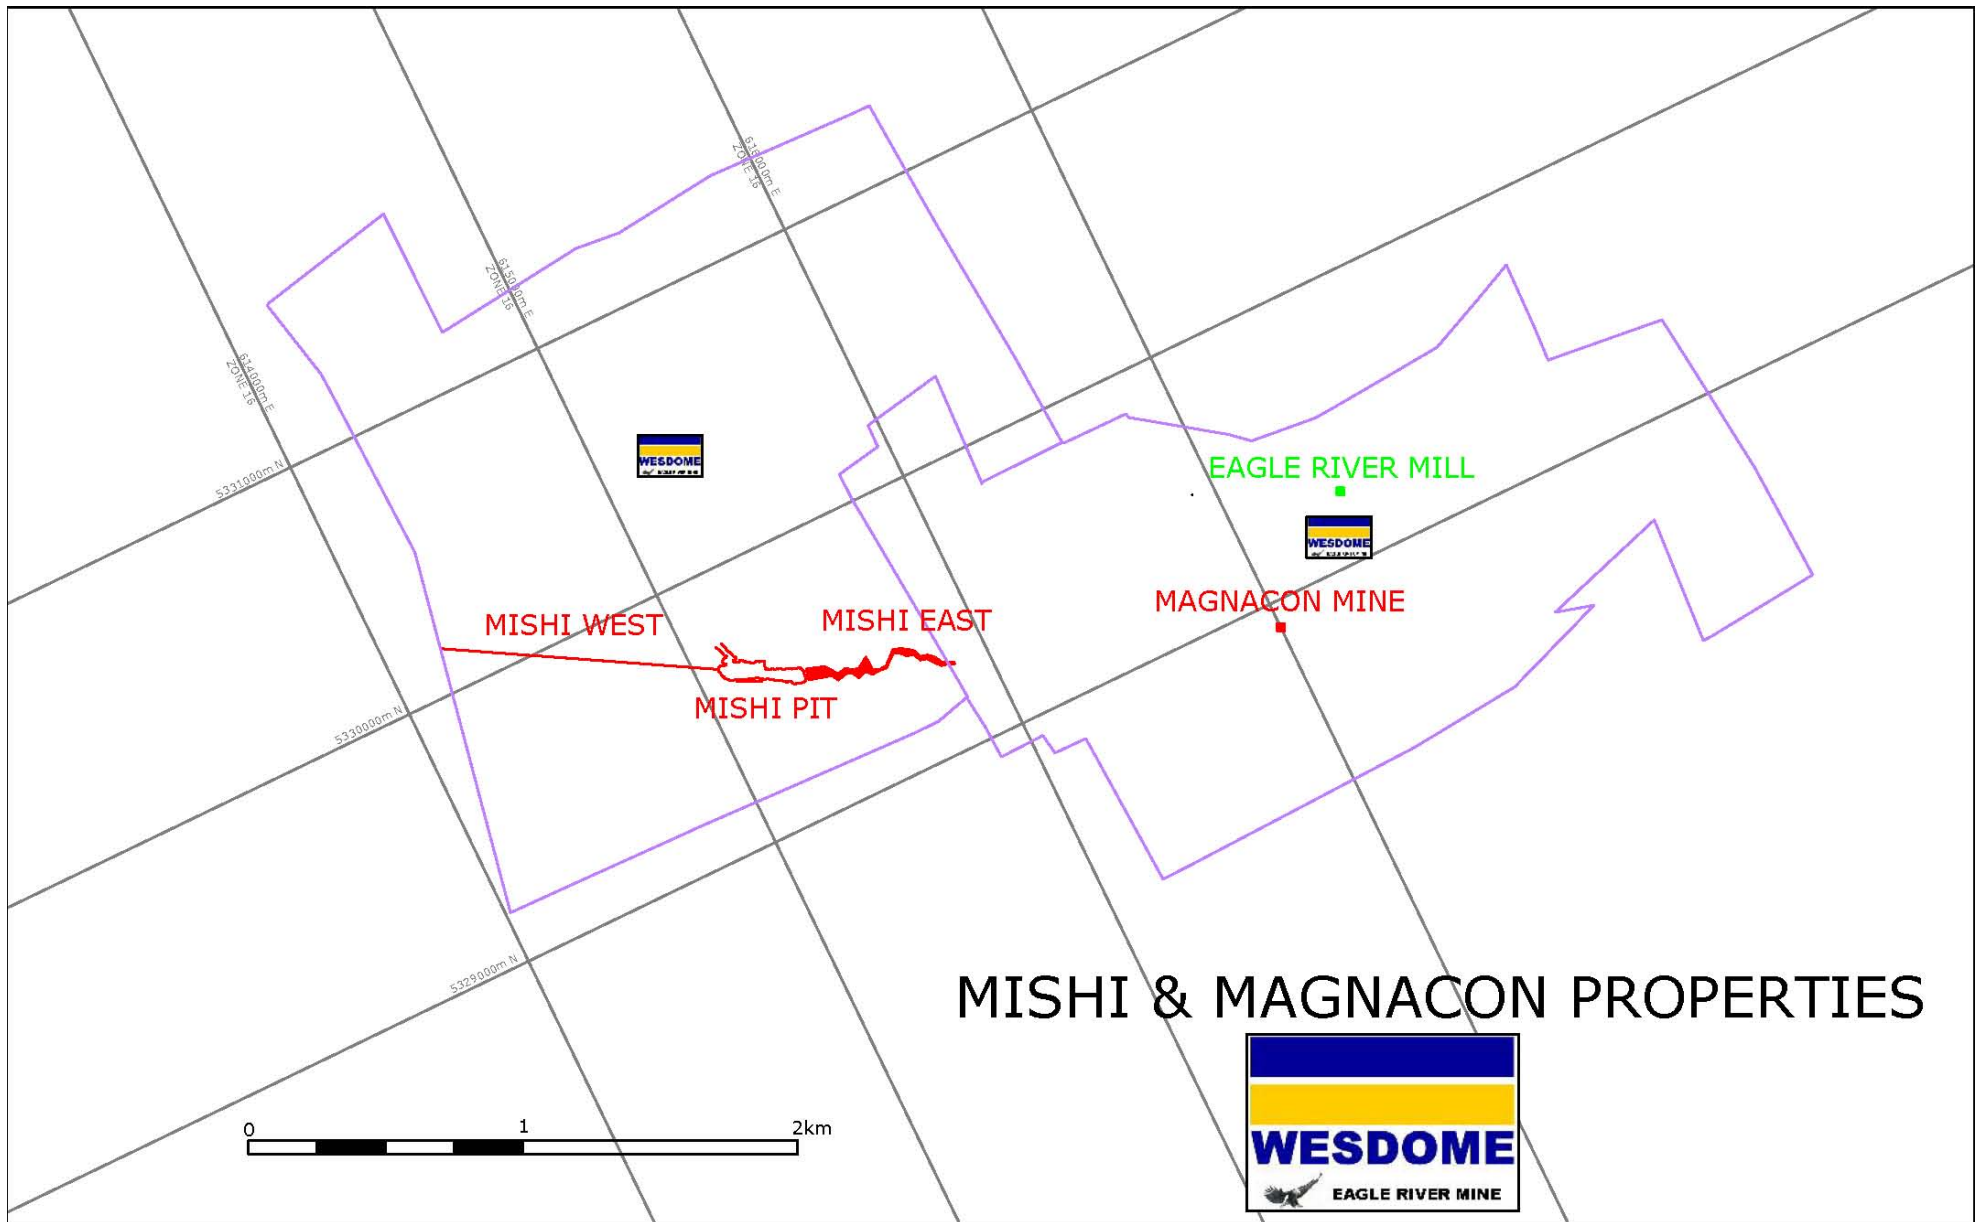 616000m E
ZONE 16
615000m E
ZONE 16
614000m E
ZONE 16
5331000m N
WESDOME
EAGLE RIVER MILL
WESDOME
MAGNACON MINE
MISHI WEST
MISHI EAST
MISHI PIT
5330000m N
5329000m N
MISHI & MAGNACON PROPERTIES
0 1 2km
WESDOME
EAGLE RIVER MINE